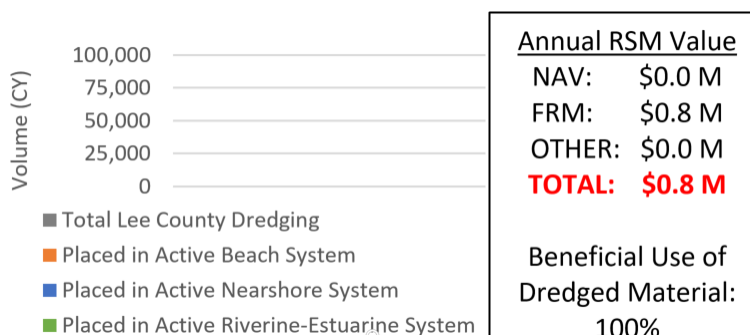 Volume (CY)
100,000
75,000
50,000
25,000
0
Total Lee County Dredging
Placed in Active Beach System
Placed in Active Nearshore System
Placed in Active Riverine-Estuarine System
Annual RSM Value
NAV: $0.0 M
FRM: $0.8 M
OTHER: $0.0 M
TOTAL: $0.8 M
Beneficial Use of
Dredged Material:
100%